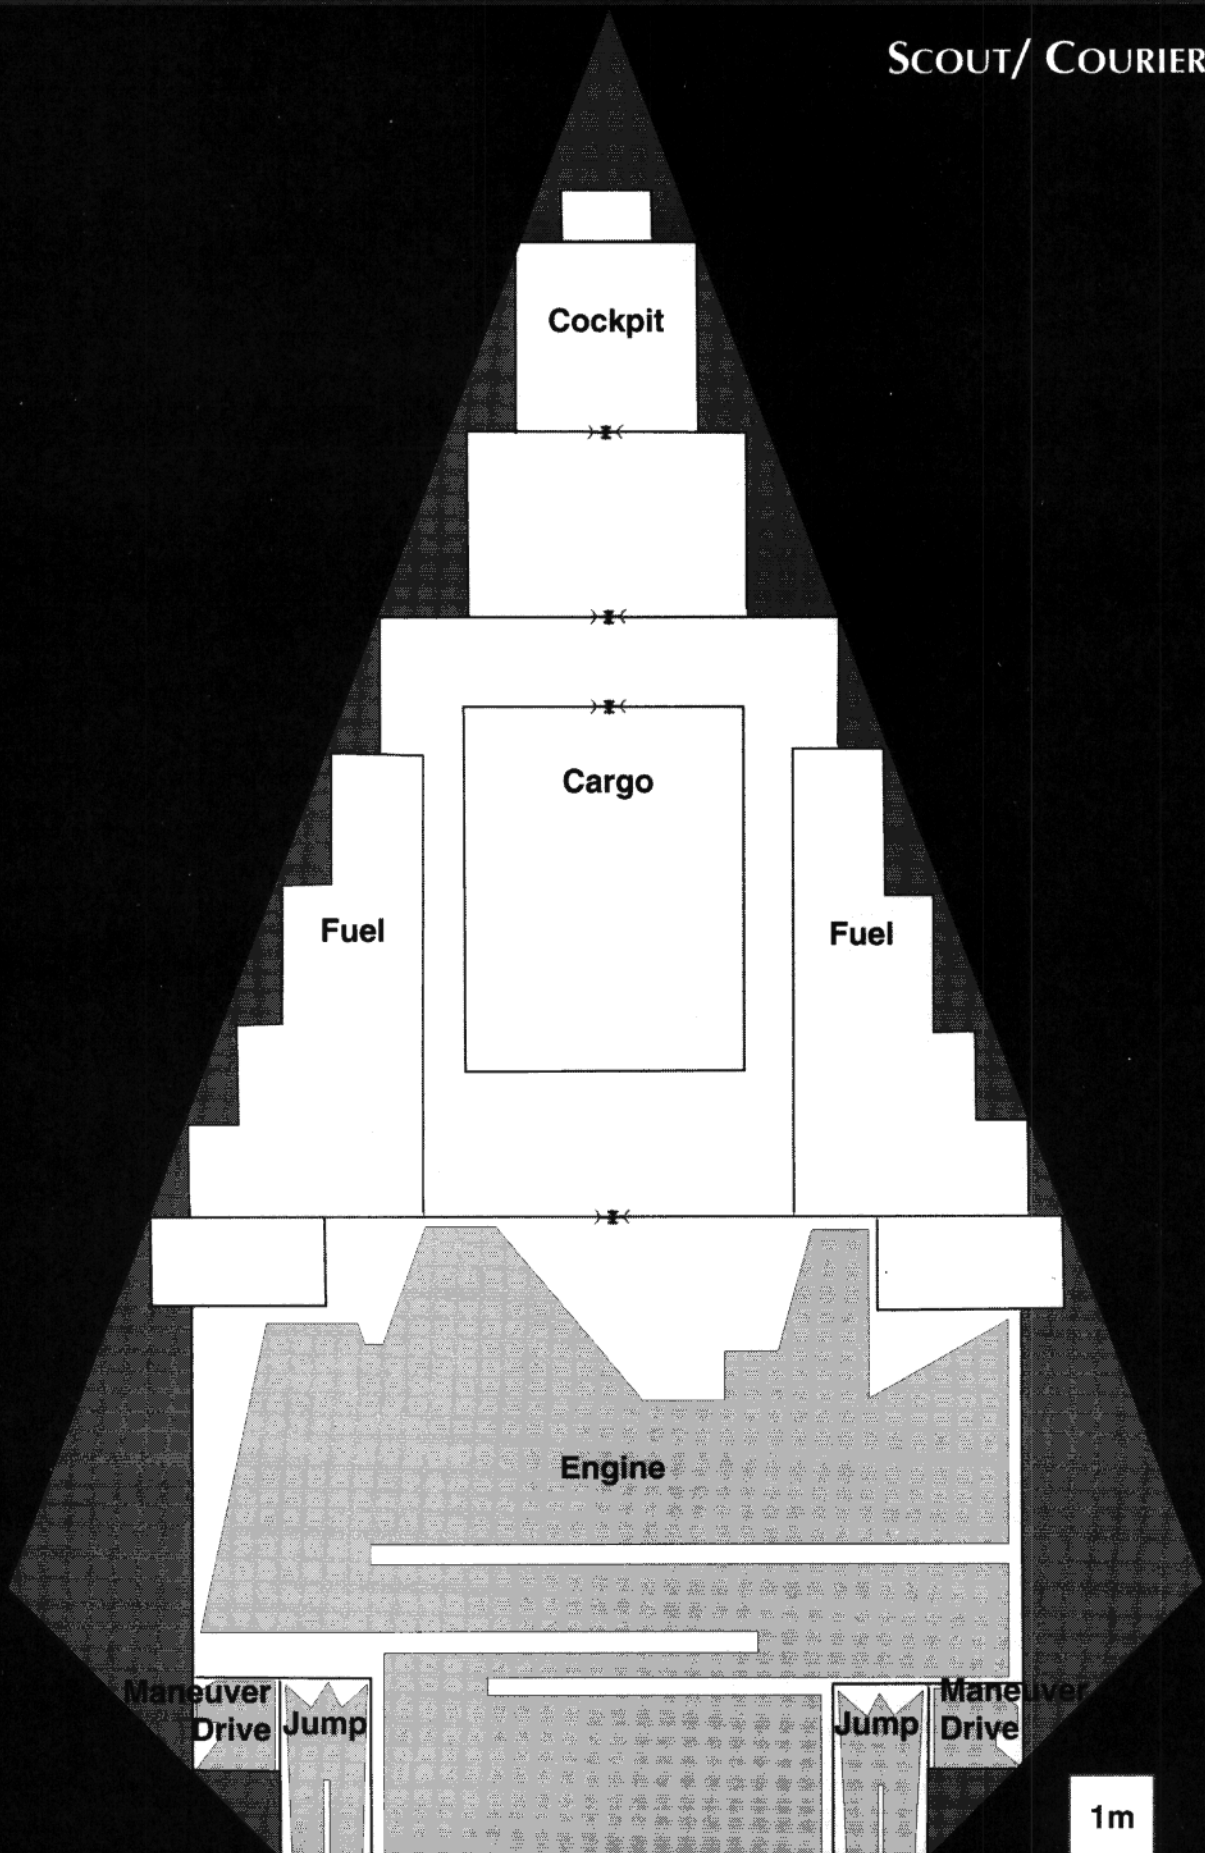 SCOUT/ COURIER
Cockpit
Cargo
Fuel
Fuel
Engine
Maneuver
Drive
Jump
Jump
Maneuver
Drive
1m